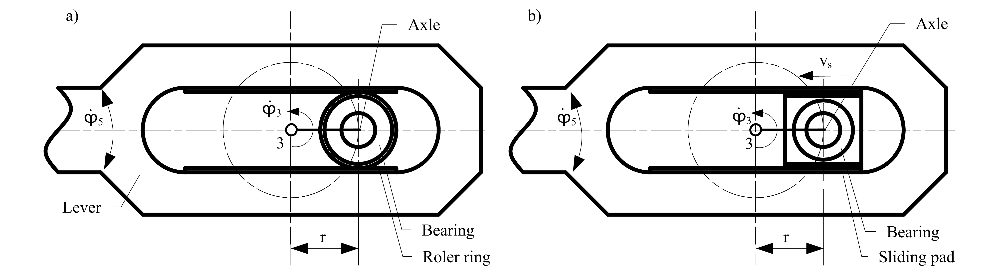 a)
Axle
φ̇3
φ̇5
3
Lever
r
Bearing
Roler ring
b)
Axle
vs
φ̇3
φ̇5
3
r
Bearing
Sliding pad